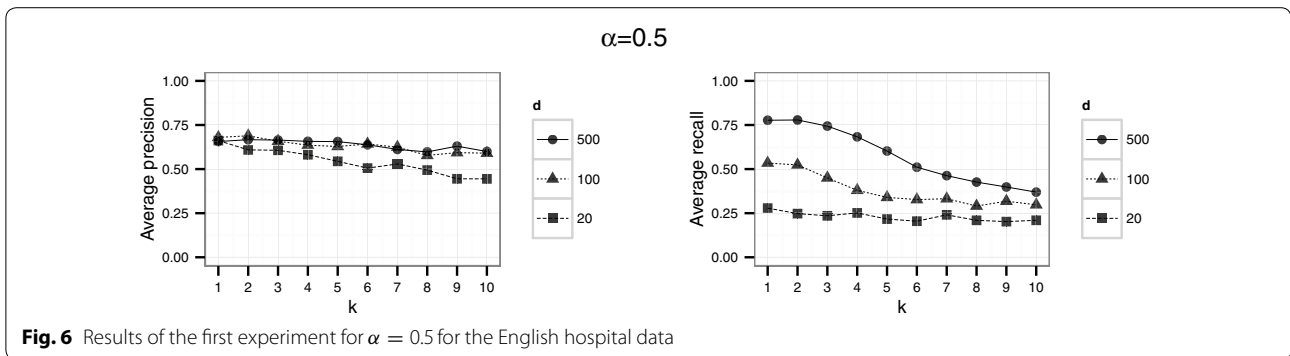 α=0.5
Average precision
1.00
0.75
0.50
0.25
0.00
1 2 3 4 5 6 7 8 9 10
k
d
500
100
20
Average recall
1.00
0.75
0.50
0.25
0.00
1 2 3 4 5 6 7 8 9 10
k
d
500
100
20
Fig. 6 Results of the first experiment for α = 0.5 for the English hospital data